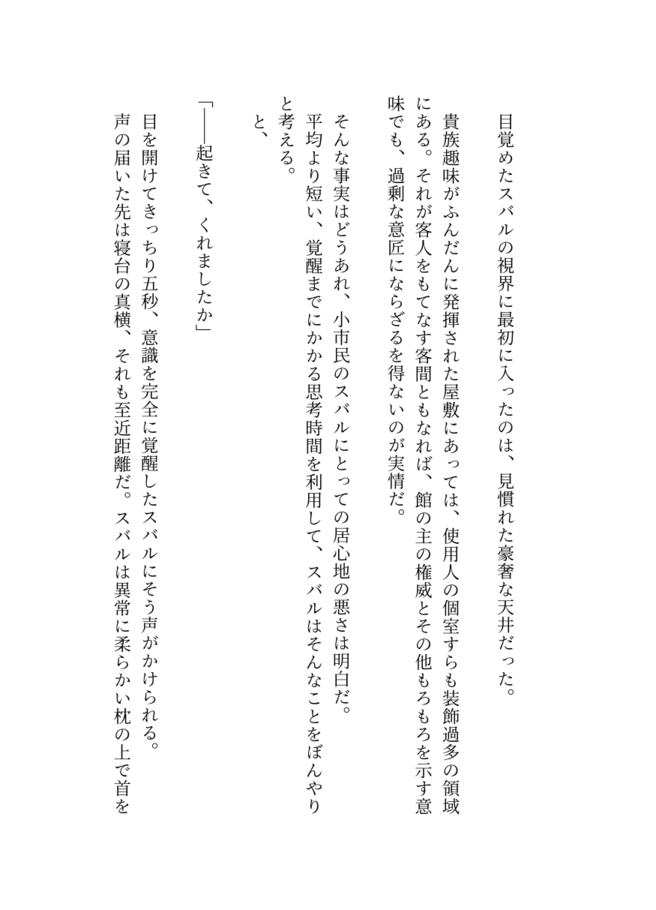 目覚めたスバルの視界に最初に入ったのは、見慣れた豪奢な天井だった。
貴族趣味がふんだんに発揮された屋敷にあっては、使用人の個室すらも装飾過多の領域
にある。それが客人をもてなす客間ともなれば、館の主の権威とその他もろもろを示す意
味でも、過剰な意匠にならざるを得ないのが実情だ。
そんな事実はどうあれ、小市民のスバルにとっての居心地の悪さは明白だ。
平均より短い、覚醒までにかかる思考時間を利用して、スバルはそんなことをぼんやり
と考える。
と、
「――起きて、くれましたか」
目を開けてきっちり五秒、意識を完全に覚醒したスバルにそう声がかけられる。
声の届いた先は寝台の真横、それも至近距離だ。スバルは異常に柔らかい枕の上で首を